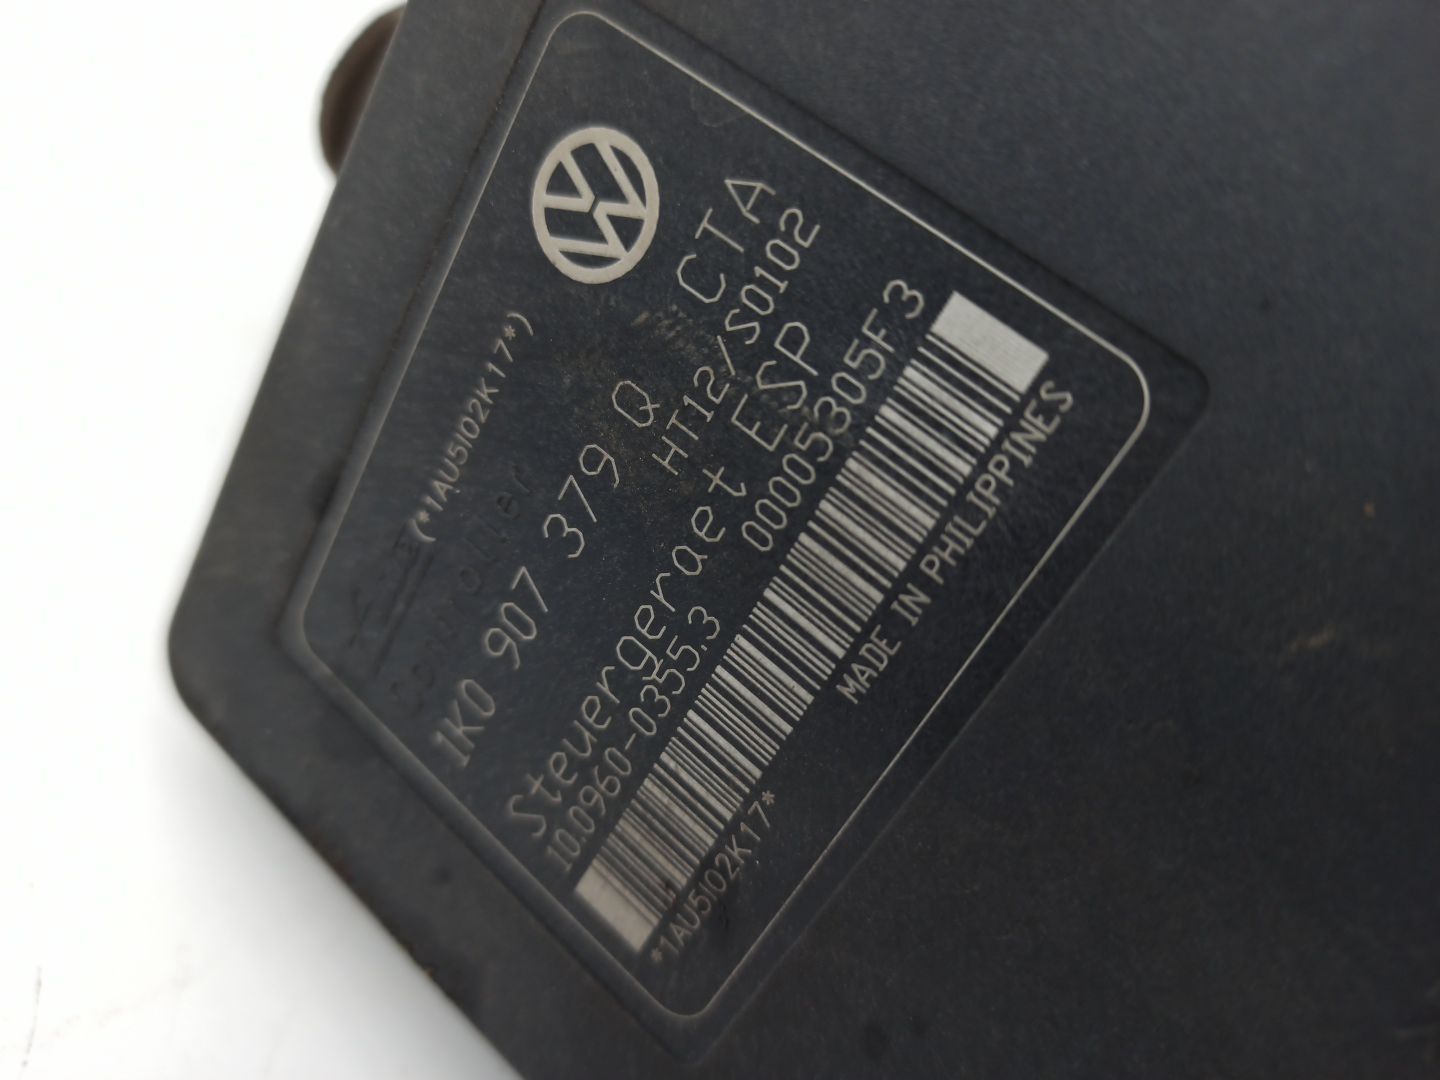 CTA
(*1AU5I02K17*)
1K0 907 379 Q
HT12/S0102
Steuergeraet ESP
10.0960-0355.3
00005305F3
*1AU5I02K17*
MADE IN PHILIPPINES